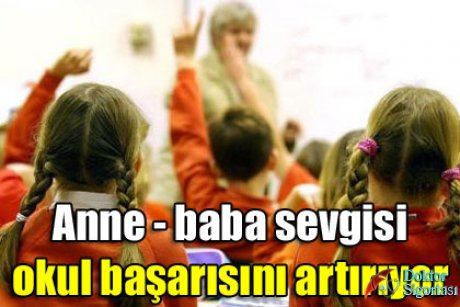 Anne - baba sevgisi
okul başarısını artırıyor
Doktor
Sigortası